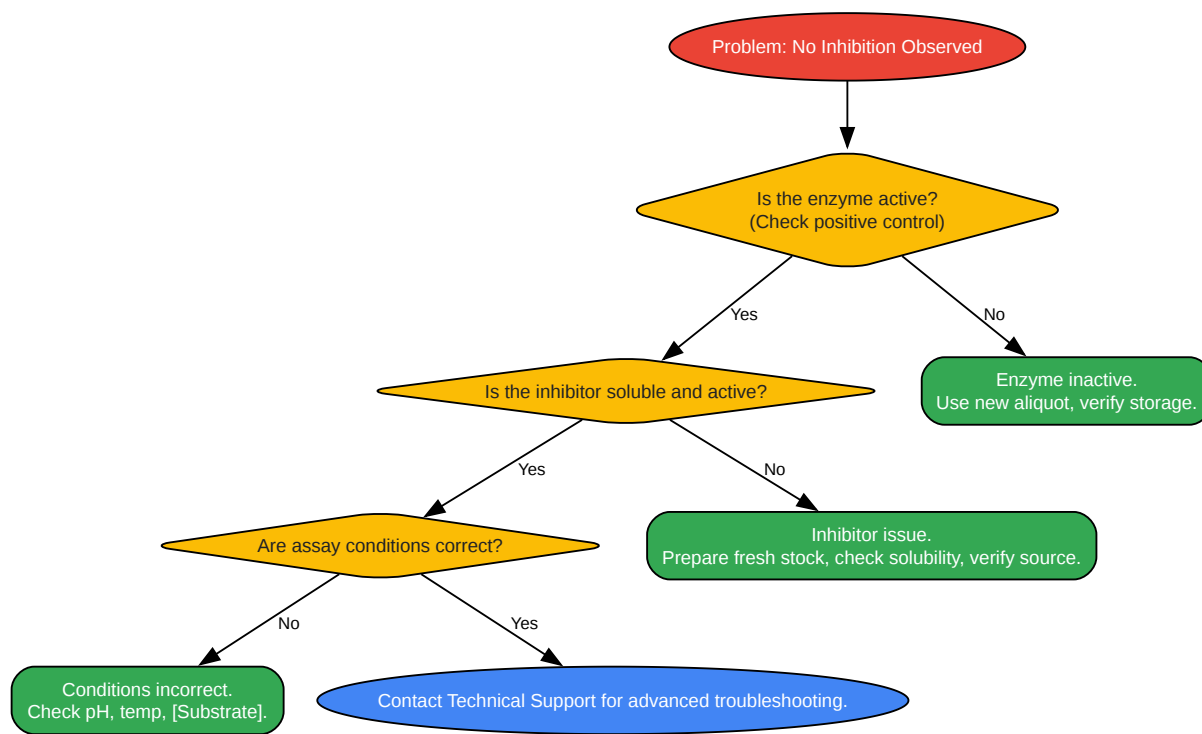 Problem: No Inhibition Observed
Is the enzyme active?
(Check positive control)
Yes
No
Is the inhibitor soluble and active?
Enzyme inactive.
Use new aliquot, verify storage.
Yes
No
Are assay conditions correct?
Inhibitor issue.
Prepare fresh stock, check solubility, verify source.
No
Yes
Conditions incorrect.
Check pH, temp, [Substrate].
Contact Technical Support for advanced troubleshooting.